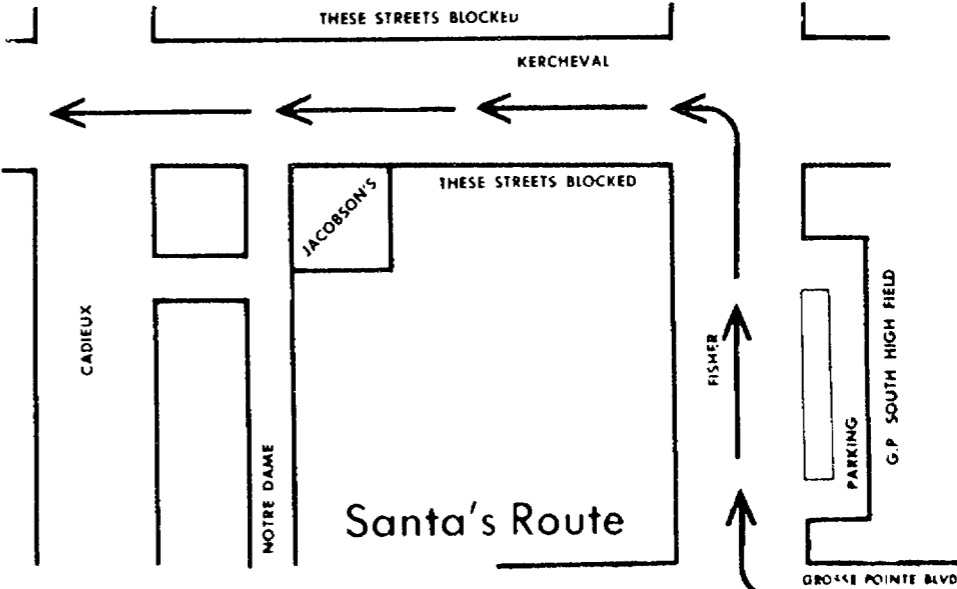 THESE STREETS BLOCKED
KERCHEVAL
THESE STREETS BLOCKED
JACOBSON'S
CADIEUX
FISHER
G.P SOUTH HIGH FIELD
PARKING
NOTRE DAME
Santa's Route
GROSSE POINTE BLVD